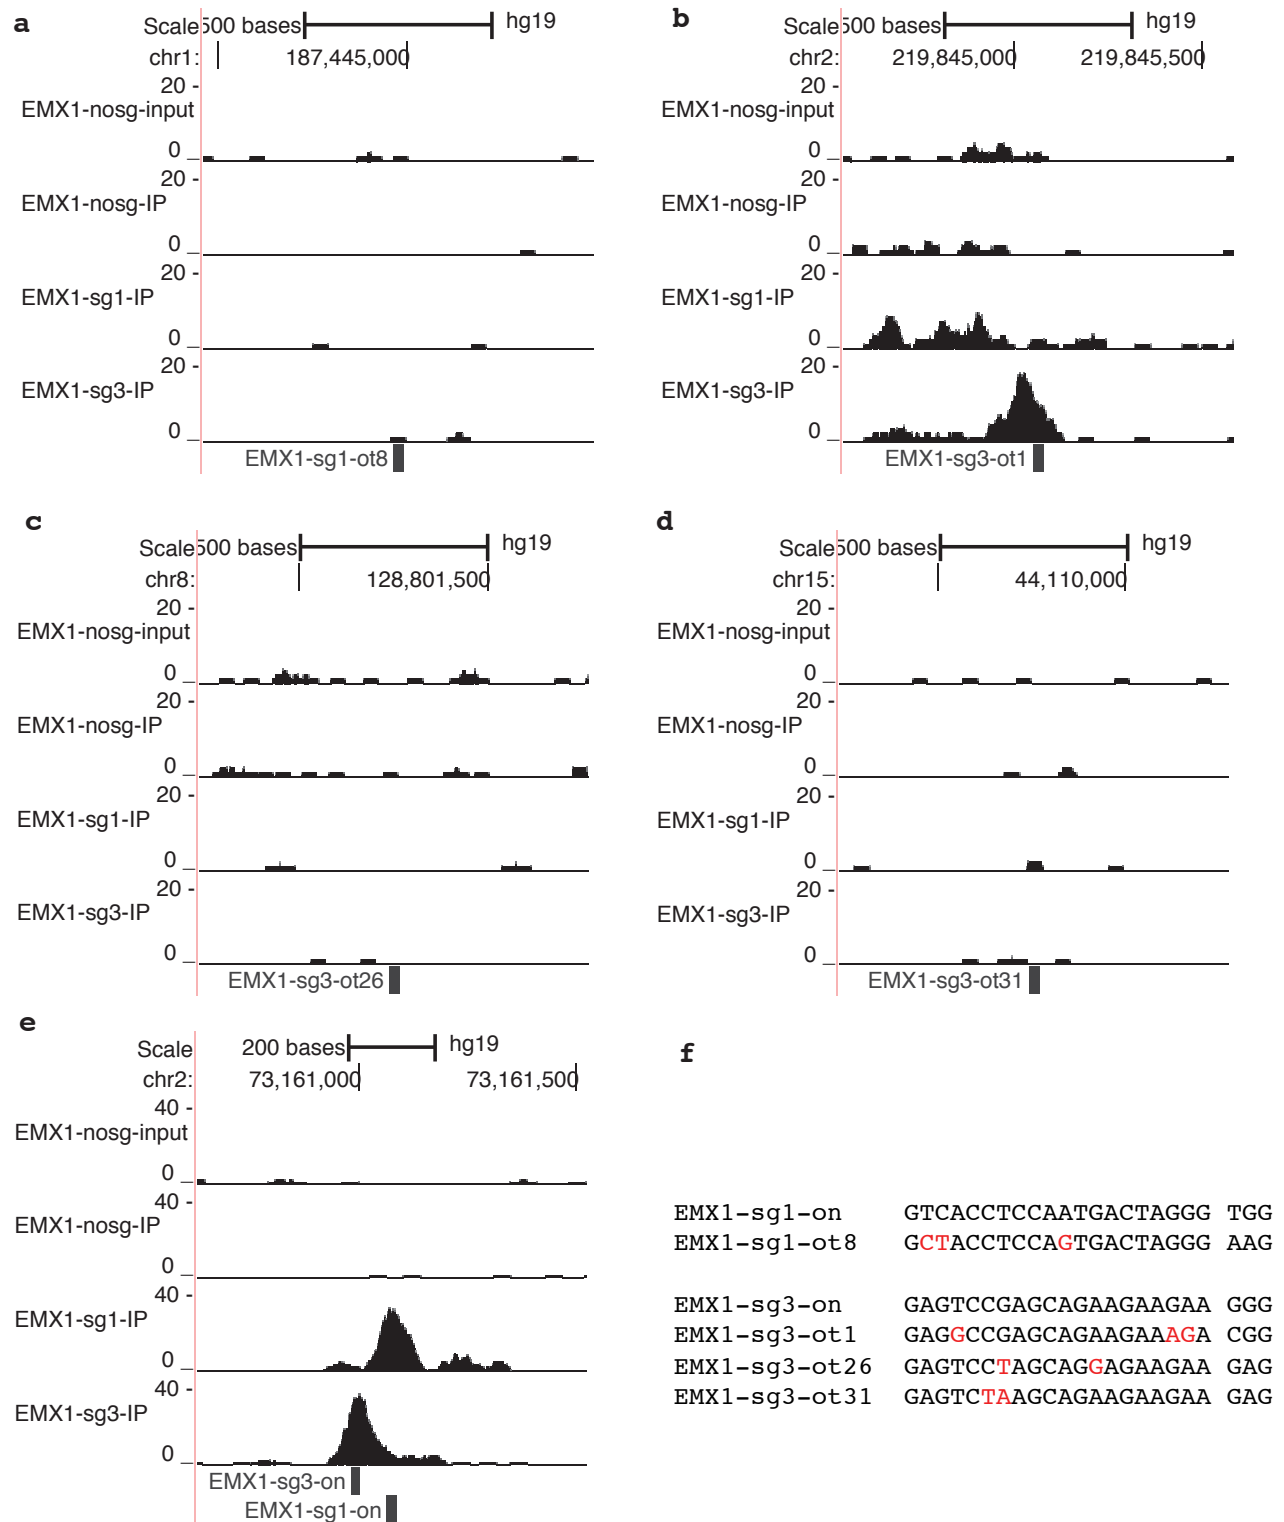 a
Scale 500 bases hg19
chr1: 187,445,000
20 -
EMX1-nosg-input
0 _
20 -
EMX1-nosg-IP
0 _
20 -
EMX1-sg1-IP
0 _
20 -
EMX1-sg3-IP
0 _
EMX1-sg1-ot8
b
Scale 500 bases hg19
chr2: 219,845,000 219,845,500
20 -
EMX1-nosg-input
0 _
20 -
EMX1-nosg-IP
0 _
20 -
EMX1-sg1-IP
0 _
20 -
EMX1-sg3-IP
0 _
EMX1-sg3-ot1
c
Scale 500 bases hg19
chr8: 128,801,500
20 -
EMX1-nosg-input
0 _
20 -
EMX1-nosg-IP
0 _
20 -
EMX1-sg1-IP
0 _
20 -
EMX1-sg3-IP
0 _
EMX1-sg3-ot26
d
Scale 500 bases hg19
chr15: 44,110,000
20 -
EMX1-nosg-input
0 _
20 -
EMX1-nosg-IP
0 _
20 -
EMX1-sg1-IP
0 _
20 -
EMX1-sg3-IP
0 _
EMX1-sg3-ot31
e
Scale 200 bases hg19
chr2: 73,161,000 73,161,500
40 -
EMX1-nosg-input
0 _
40 -
EMX1-nosg-IP
0 _
40 -
EMX1-sg1-IP
0 _
40 -
EMX1-sg3-IP
0 _
EMX1-sg3-on
EMX1-sg1-on
f
EMX1-sg1-on GTCACCTCCAATGACTAGGG TGG
EMX1-sg1-ot8 GCTACCTCCAGTGACTAGGG AAG
EMX1-sg3-on GAGTCCGAGCAGAAGAAGAA GGG
EMX1-sg3-ot1 GAGGCCGAGCAGAAGAAAGA CGG
EMX1-sg3-ot26 GAGTCCTAGCAGGAGAAGAA GAG
EMX1-sg3-ot31 GAGTCTAAGCAGAAGAAGAA GAG